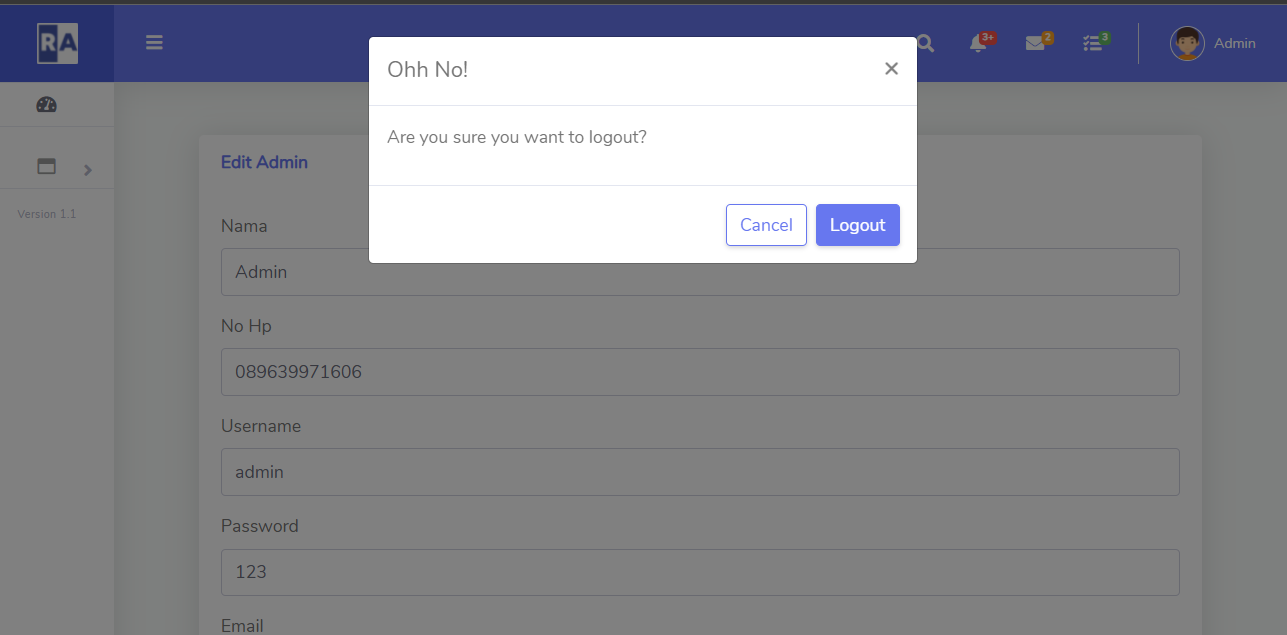 RA
3+
2
3
Admin
Ohh No!
×
Are you sure you want to logout?
Cancel
Logout
Version 1.1
Edit Admin
Nama
Admin
No Hp
089639971606
Username
admin
Password
123
Email